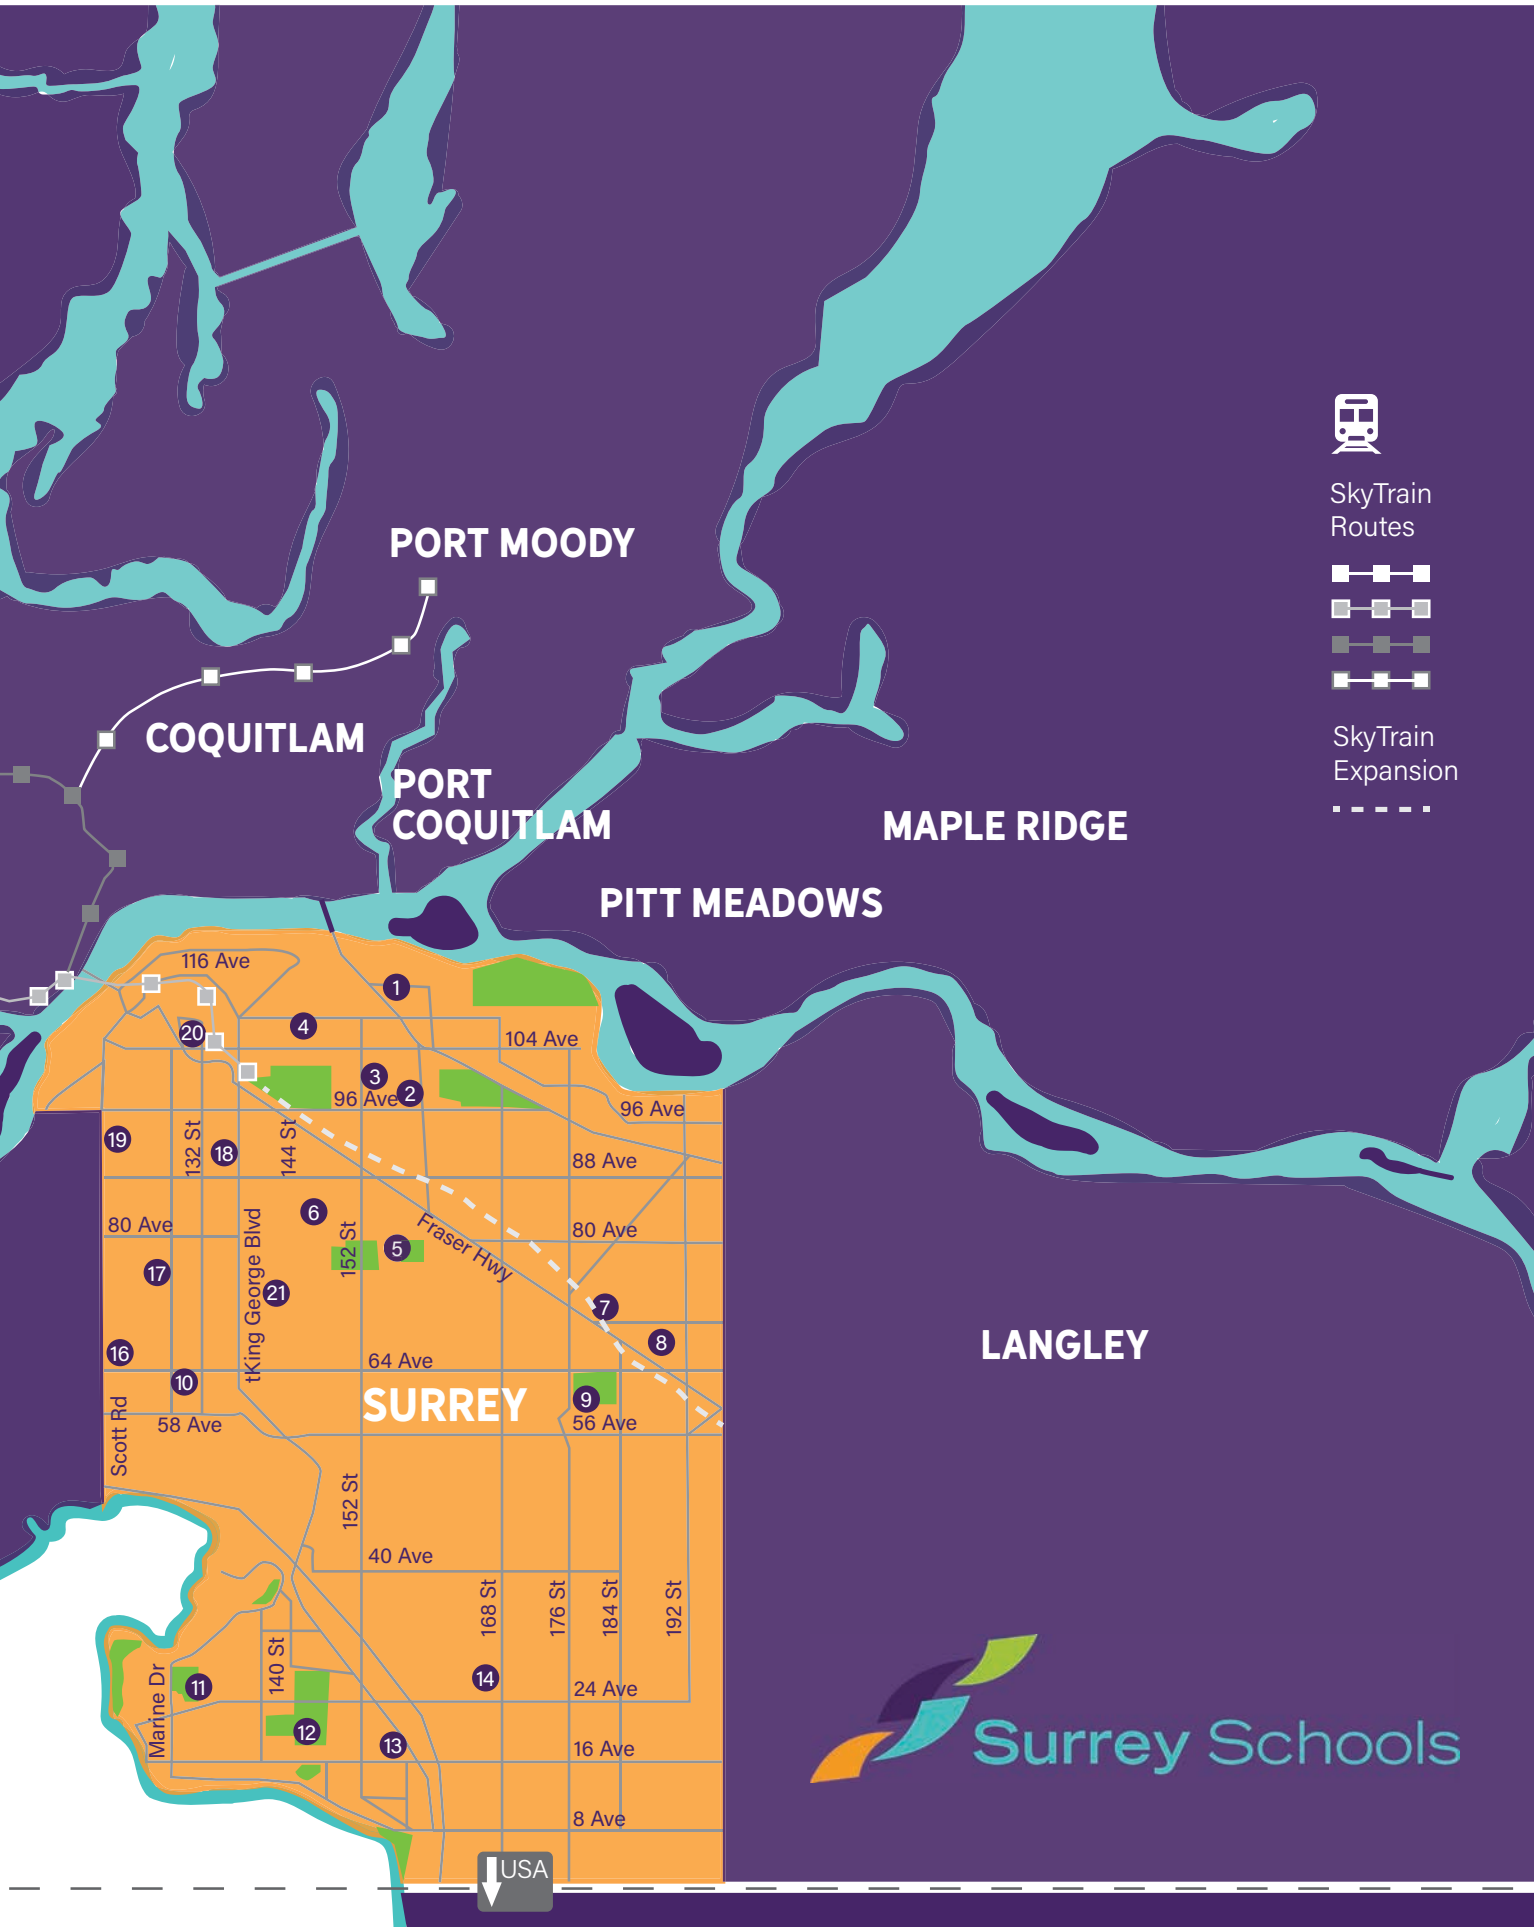 PORT MOODY
SkyTrain
Routes
COQUITLAM
SkyTrain
Expansion
PORT
COQUITLAM
MAPLE RIDGE
PITT MEADOWS
116 Ave
1
20
4
104 Ave
3
2
96 Ave
96 Ave
19
132 St
18
144 St
88 Ave
6
80 Ave
152 St
5
Fraser Hwy
80 Ave
17
tKing George Blvd
21
7
8
LANGLEY
16
64 Ave
10
SURREY
9
56 Ave
Scott Rd
58 Ave
152 St
40 Ave
168 St
176 St
184 St
192 St
Marine Dr
11
140 St
14
24 Ave
12
13
16 Ave
Surrey Schools
8 Ave
USA